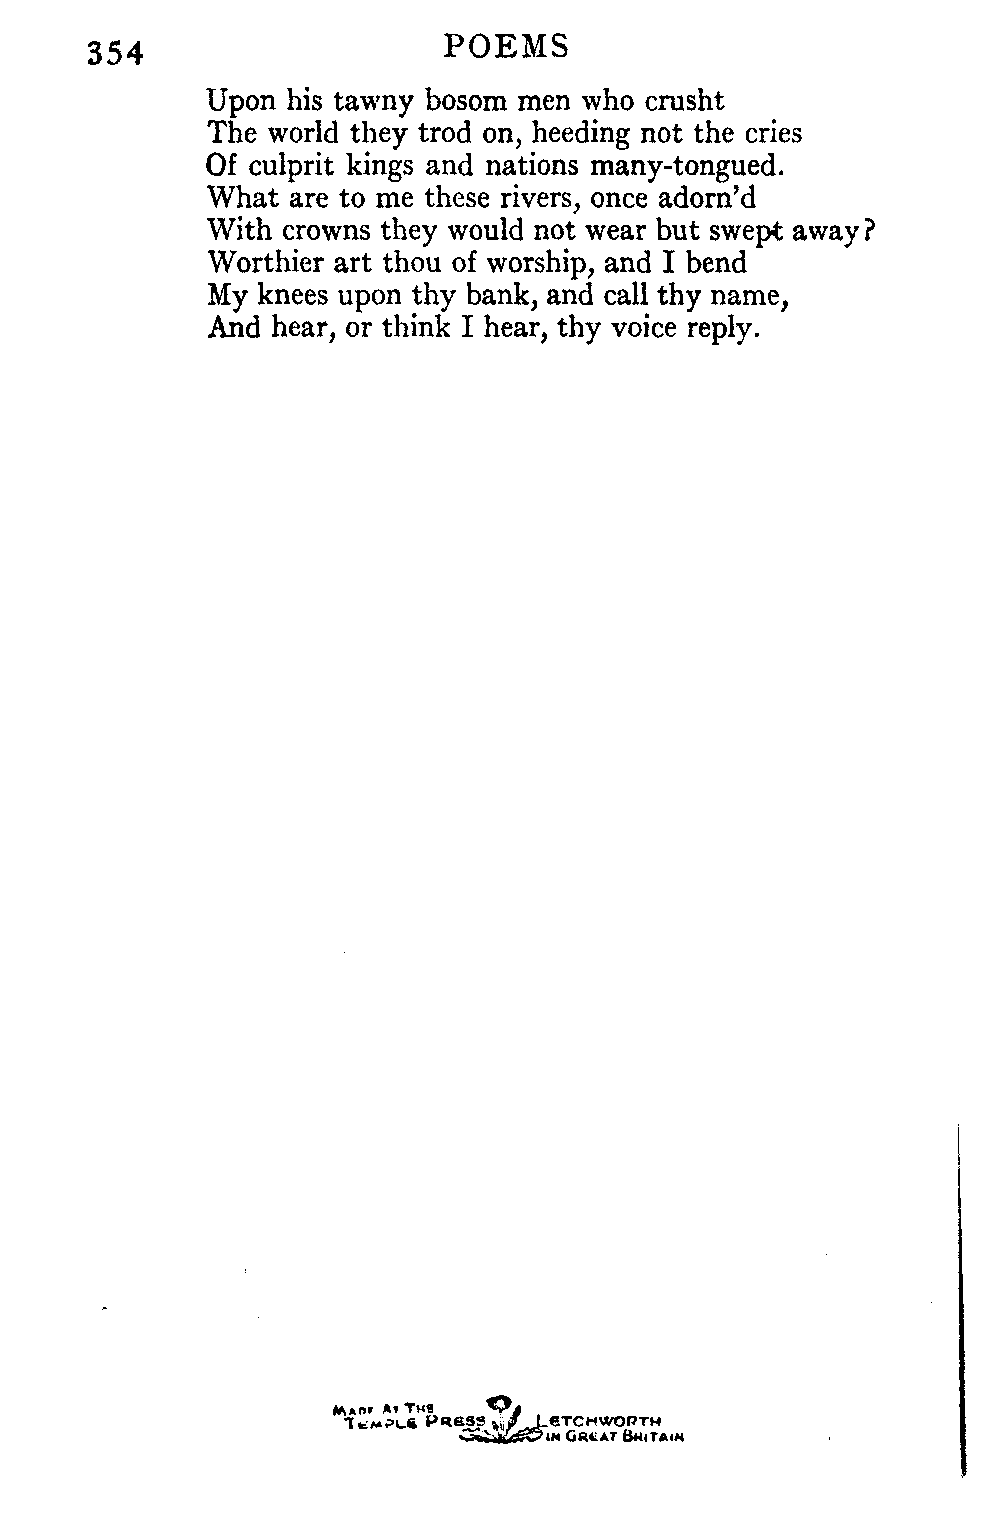 354 POEMS
Upon his tawny bosom men who crusht
The world they trod on, heeding not the cries
Of culprit kings and nations many-tongued.
What are to me these rivers, once adorn'd
With crowns they would not wear but swept away?
Worthier art thou of worship, and I bend
My knees upon thy bank, and call thy name,
And hear, or think I hear, thy voice reply.
MADE AT THE
TEMPLE PRESS LETCHWORTH
IN GREAT BRITAIN